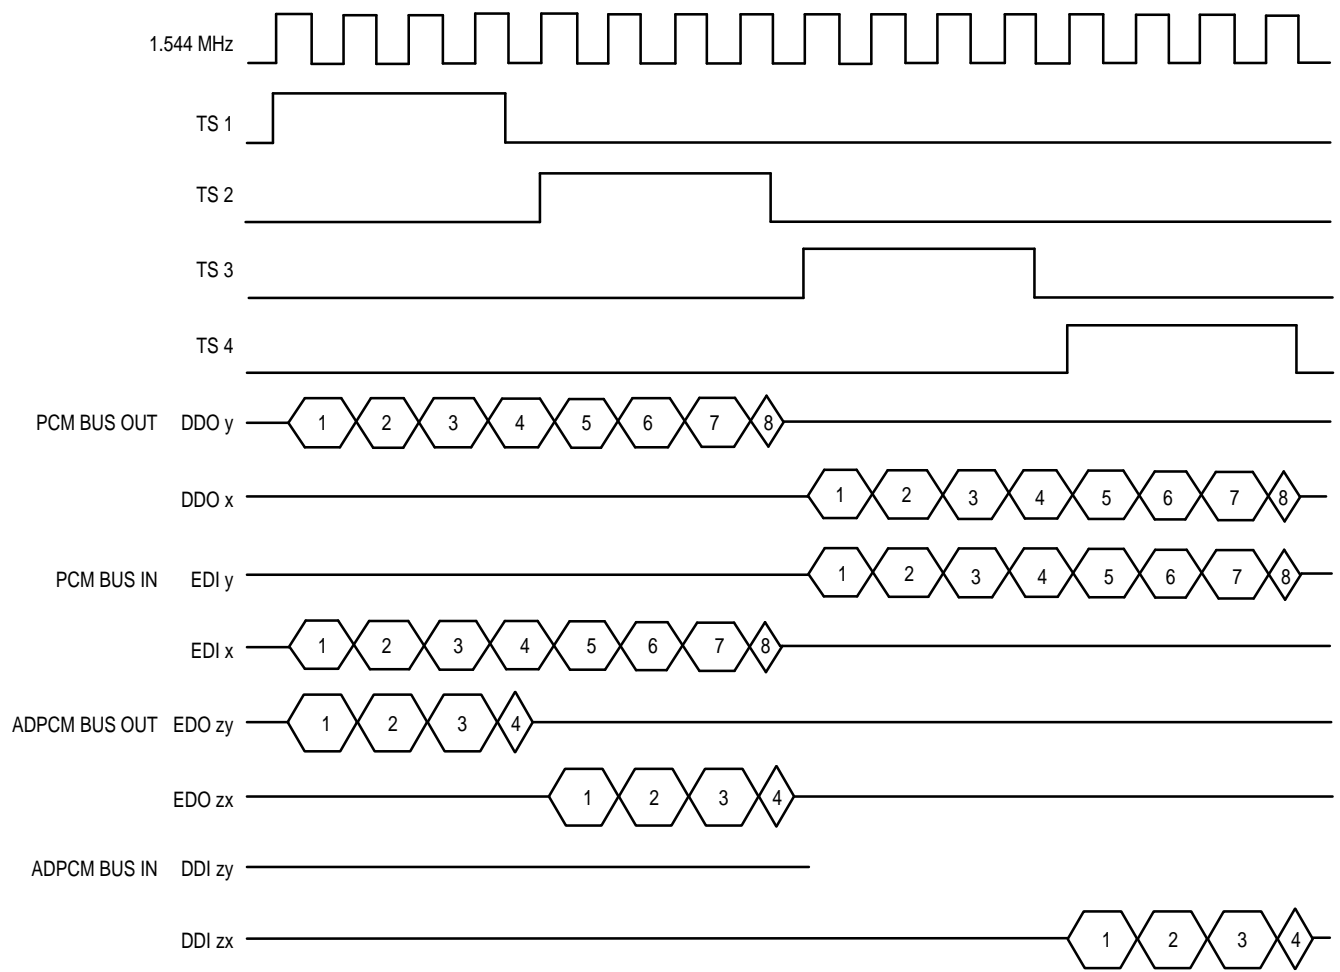 1.544 MHz
TS 1
TS 2
TS 3
TS 4
PCM BUS OUT DDO y 1 2 3 4 5 6 7 8
DDO x 1 2 3 4 5 6 7 8
PCM BUS IN EDI y 1 2 3 4 5 6 7 8
EDI x 1 2 3 4 5 6 7 8
ADPCM BUS OUT EDO zy 1 2 3 4
EDO zx 1 2 3 4
ADPCM BUS IN DDI zy
DDI zx 1 2 3 4